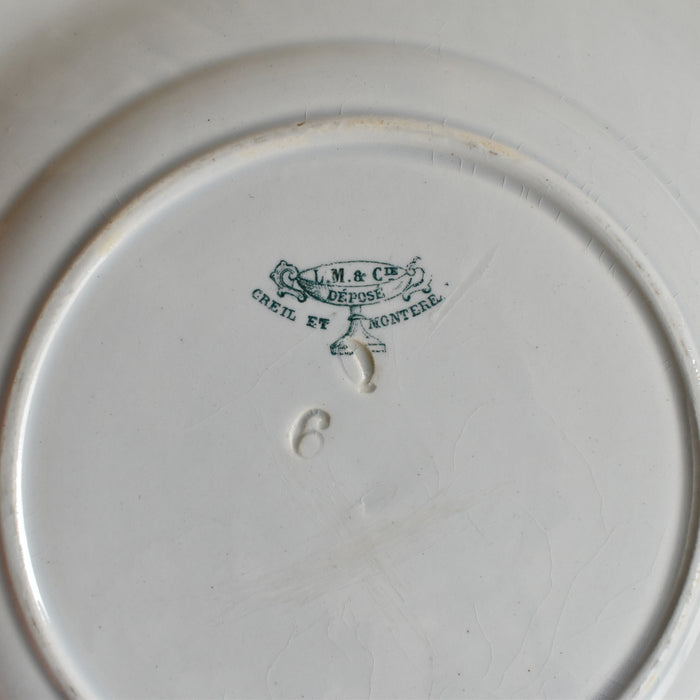 L. M. & CIE
DÉPOSÉ
CREIL ET MONTEREAU
6